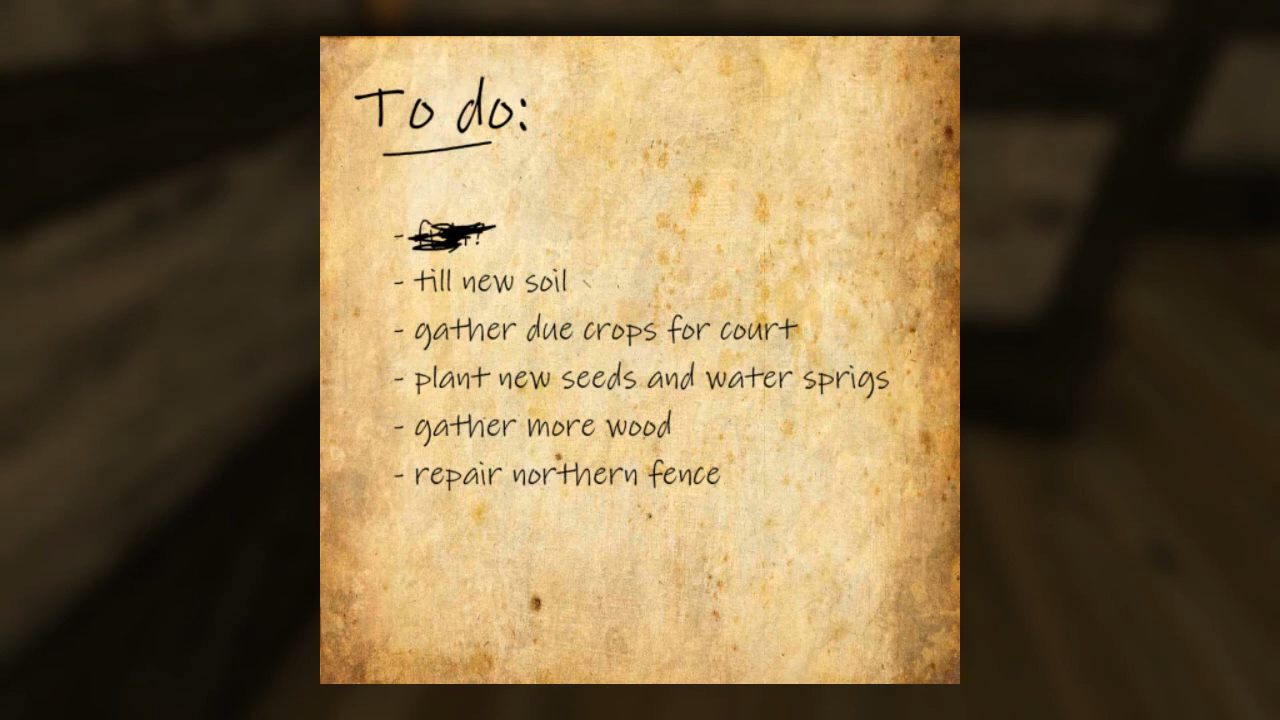 To do:
- till new soil
- gather due crops for court
- plant new seeds and water sprigs
- gather more wood
- repair northern fence